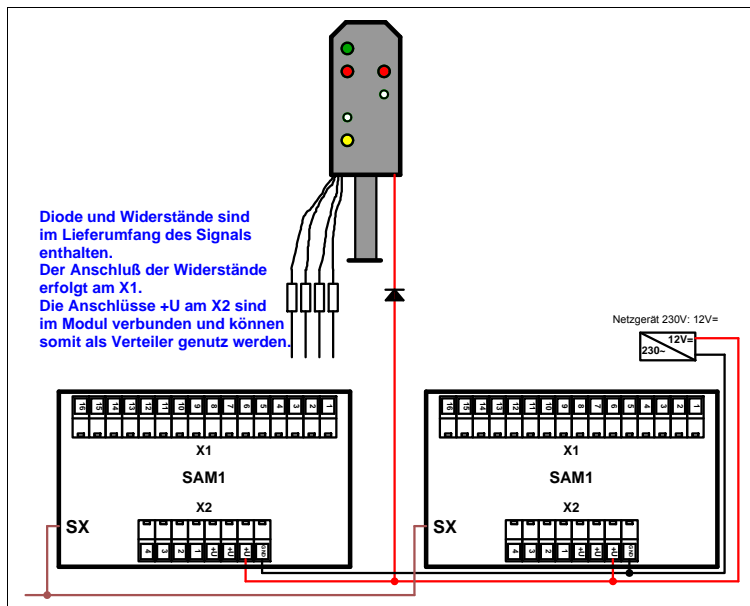 Diode und Widerstände sind
im Lieferumfang des Signals
enthalten.
Der Anschluß der Widerstände
erfolgt am X1.
Die Anschlüsse +U am X2 sind
im Modul verbunden und können
somit als Verteiler genutz werden.
Netzgerät 230V: 12V=
12V=
230~
16 15 14 13 12 11 10 9 8 7 6 5 4 3 2 1
X1
SAM1
X2
SX
4 3 2 1 +U +U +U GND
16 15 14 13 12 11 10 9 8 7 6 5 4 3 2 1
X1
SAM1
X2
SX
4 3 2 1 +U +U +U GND